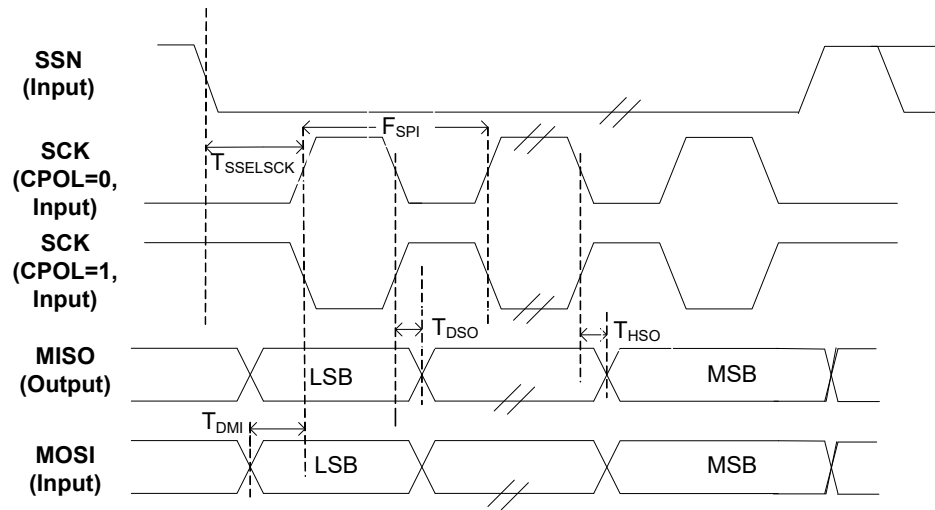 SSN
(Input)
F_SPI
T_SSELSCK
SCK
(CPOL=0,
Input)
SCK
(CPOL=1,
Input)
T_DSO
T_HSO
MISO
(Output)
LSB
MSB
T_DMI
MOSI
(Input)
LSB
MSB